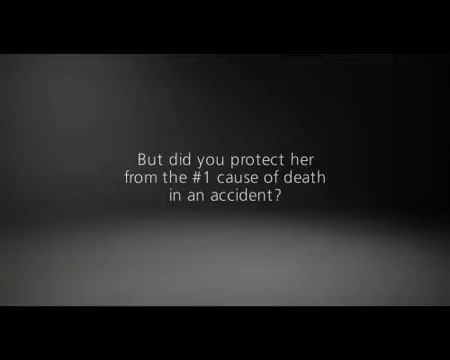 But did you protect her
from the #1 cause of death
in an accident?